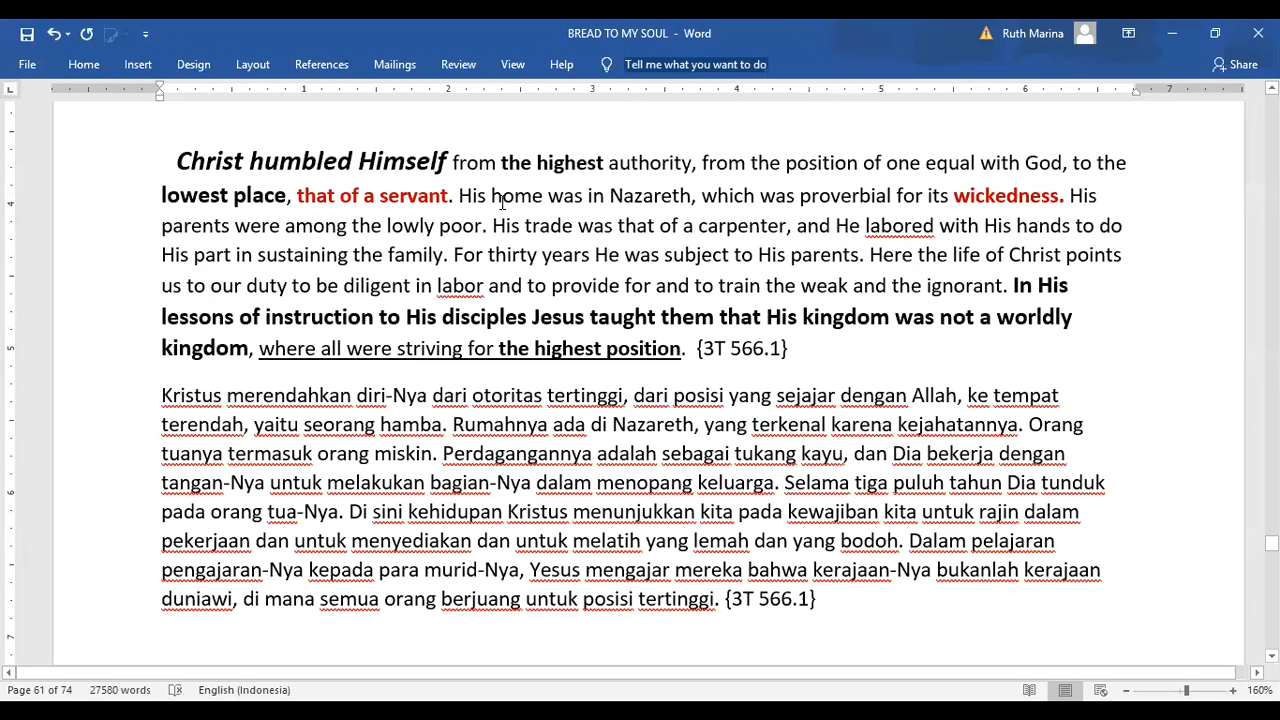 BREAD TO MY SOUL - Word
Ruth Marina
File Home Insert Design Layout References Mailings Review View Help Tell me what you want to do Share
1 2 3 4 5 6 7
Christ humbled Himself from the highest authority, from the position of one equal with God, to the
lowest place, that of a servant. His home was in Nazareth, which was proverbial for its wickedness. His
parents were among the lowly poor. His trade was that of a carpenter, and He labored with His hands to do
His part in sustaining the family. For thirty years He was subject to His parents. Here the life of Christ points
us to our duty to be diligent in labor and to provide for and to train the weak and the ignorant. In His
lessons of instruction to His disciples Jesus taught them that His kingdom was not a worldly
kingdom, where all were striving for the highest position. {3T 566.1}
Kristus merendahkan diri-Nya dari otoritas tertinggi, dari posisi yang sejajar dengan Allah, ke tempat
terendah, yaitu seorang hamba. Rumahnya ada di Nazareth, yang terkenal karena kejahatannya. Orang
tuanya termasuk orang miskin. Perdagangannya adalah sebagai tukang kayu, dan Dia bekerja dengan
tangan-Nya untuk melakukan bagian-Nya dalam menopang keluarga. Selama tiga puluh tahun Dia tunduk
pada orang tua-Nya. Di sini kehidupan Kristus menunjukkan kita pada kewajiban kita untuk rajin dalam
pekerjaan dan untuk menyediakan dan untuk melatih yang lemah dan yang bodoh. Dalam pelajaran
pengajaran-Nya kepada para murid-Nya, Yesus mengajar mereka bahwa kerajaan-Nya bukanlah kerajaan
duniawi, di mana semua orang berjuang untuk posisi tertinggi. {3T 566.1}
4
5
6
7
Page 61 of 74 27580 words English (Indonesia) 160%